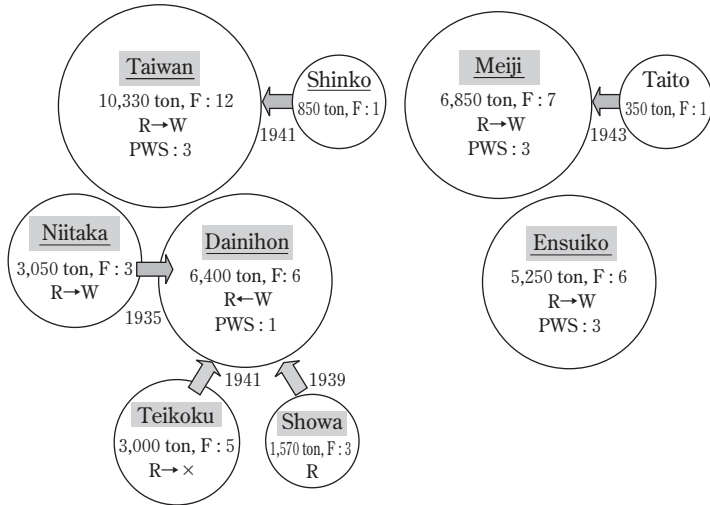 Taiwan
10,330 ton, F : 12
R→W
PWS : 3
Shinko
850 ton, F : 1
1941
Meiji
6,850 ton, F : 7
R→W
PWS : 3
Taito
350 ton, F : 1
1943
Niitaka
3,050 ton, F : 3
R→W
1935
Dainihon
6,400 ton, F: 6
R←W
PWS : 1
Ensuiko
5,250 ton, F : 6
R→W
PWS : 3
1941
1939
Teikoku
3,000 ton, F : 5
R→×
Showa
1,570 ton, F : 3
R